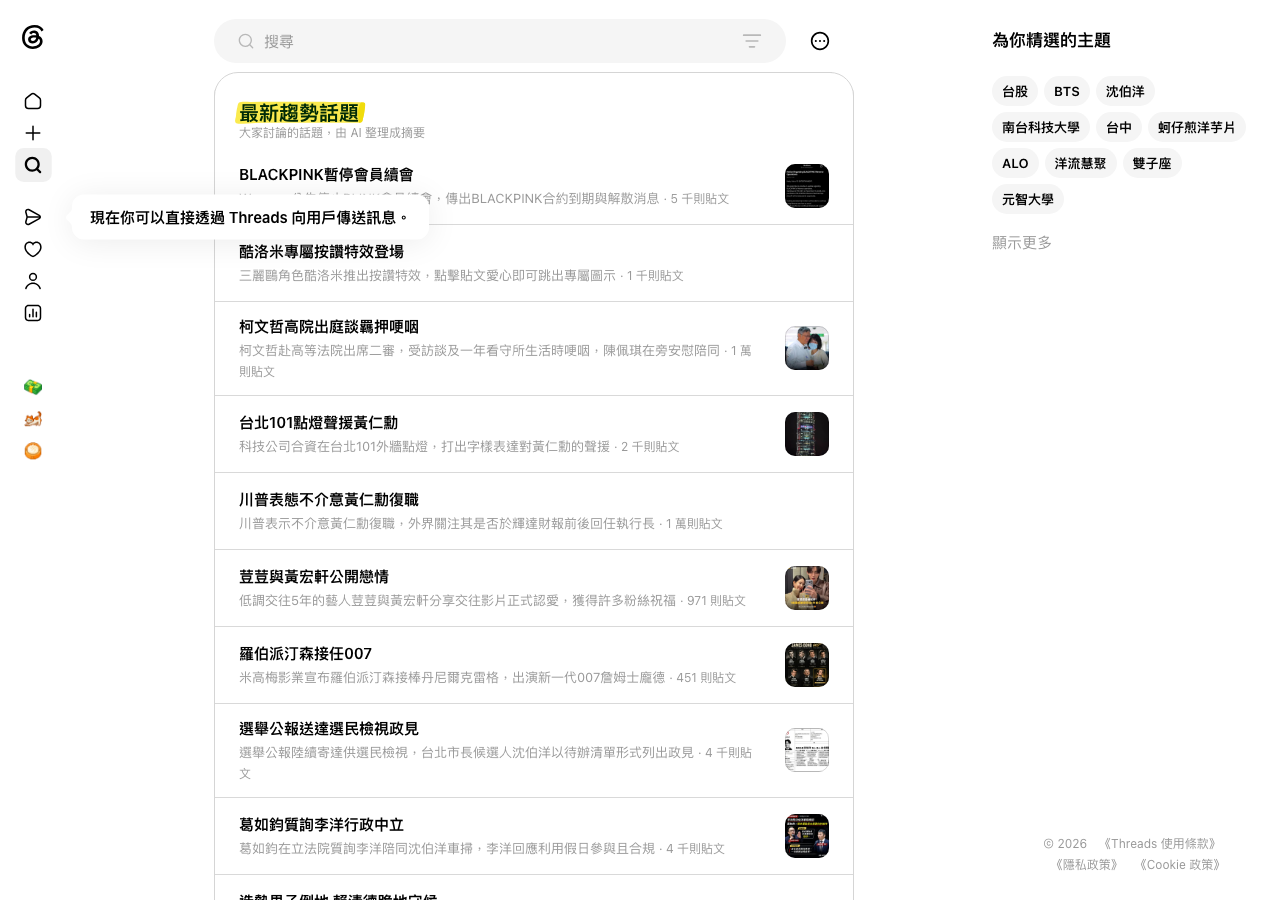 搜尋
最新趨勢話題
大家討論的話題，由 AI 整理成摘要
BLACKPINK暫停會員續會
會，傳出BLACKPINK合約到期與解散消息 · 5 千則貼文
現在你可以直接透過 Threads 向用戶傳送訊息。
酷洛米專屬按讚特效登場
三麗鷗角色酷洛米推出按讚特效，點擊貼文愛心即可跳出專屬圖示 · 1 千則貼文
柯文哲高院出庭談羈押哽咽
柯文哲赴高等法院出席二審，受訪談及一年看守所生活時哽咽，陳佩琪在旁安慰陪同 · 1 萬
則貼文
台北101點燈聲援黃仁勳
科技公司合資在台北101外牆點燈，打出字樣表達對黃仁勳的聲援 · 2 千則貼文
川普表態不介意黃仁勳復職
川普表示不介意黃仁勳復職，外界關注其是否於輝達財報前後回任執行長 · 1 萬則貼文
荳荳與黃宏軒公開戀情
低調交往5年的藝人荳荳與黃宏軒分享交往影片正式認愛，獲得許多粉絲祝福 · 971 則貼文
羅伯派汀森接任007
米高梅影業宣布羅伯派汀森接棒丹尼爾克雷格，出演新一代007詹姆士龐德 · 451 則貼文
選舉公報送達選民檢視政見
選舉公報陸續寄達供選民檢視，台北市長候選人沈伯洋以待辦清單形式列出政見 · 4 千則貼
文
葛如鈞質詢李洋行政中立
葛如鈞在立法院質詢李洋陪同沈伯洋車掃，李洋回應利用假日參與且合規 · 4 千則貼文
為你精選的主題
台股
BTS
沈伯洋
南台科技大學
台中
蚵仔煎洋芋片
ALO
洋流慧聚
雙子座
元智大學
顯示更多
© 2026
《Threads 使用條款》
《隱私政策》
《Cookie 政策》